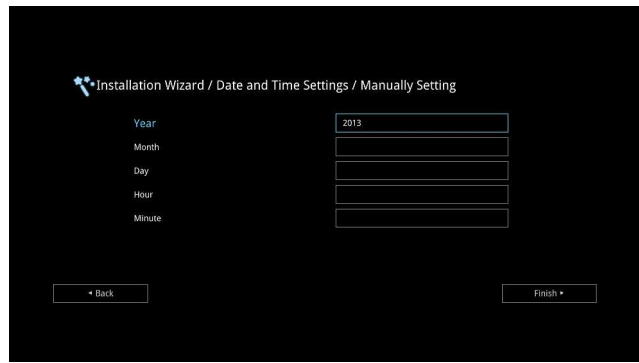 Installation Wizard / Date and Time Settings / Manually Setting
Year 2013
Month
Day
Hour
Minute
Back Finish